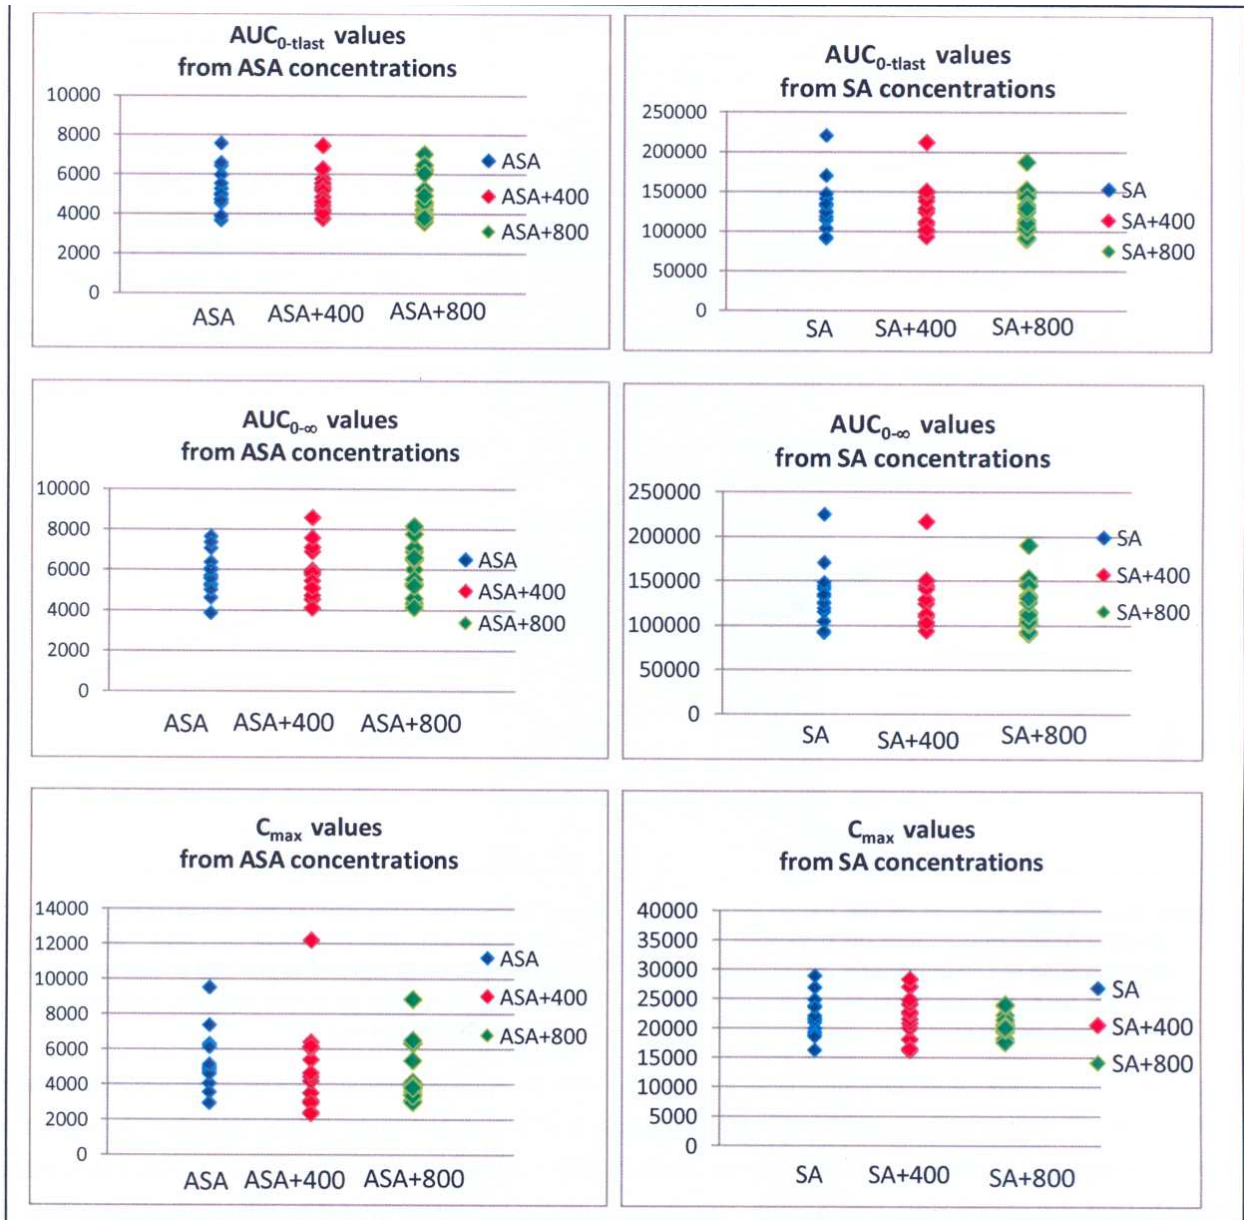 AUC0-tlast values
from ASA concentrations
10000
8000
6000
4000
2000
0
ASA
ASA+400
ASA+800
ASA ASA+400 ASA+800
AUC0-tlast values
from SA concentrations
250000
200000
150000
100000
50000
0
SA
SA+400
SA+800
SA SA+400 SA+800
AUC0-∞ values
from ASA concentrations
10000
8000
6000
4000
2000
0
ASA
ASA+400
ASA+800
ASA ASA+400 ASA+800
AUC0-∞ values
from SA concentrations
250000
200000
150000
100000
50000
0
SA
SA+400
SA+800
SA SA+400 SA+800
Cmax values
from ASA concentrations
14000
12000
10000
8000
6000
4000
2000
0
ASA
ASA+400
ASA+800
ASA ASA+400 ASA+800
Cmax values
from SA concentrations
40000
35000
30000
25000
20000
15000
10000
5000
0
SA
SA+400
SA+800
SA SA+400 SA+800